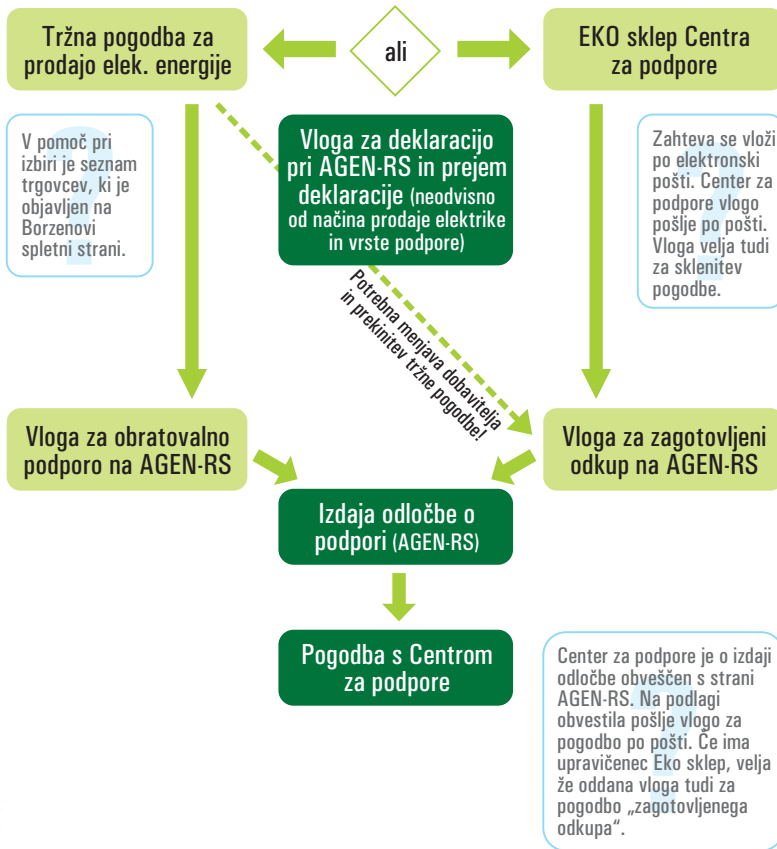 Tržna pogodba za
prodajo elek. energije
ali
EKO sklep Centra
za podpore
V pomoč pri
izbiri je seznam
trgovcev, ki je
objavljen na
Borzenovi
spletni strani.
Vloga za deklaracijo
pri AGEN-RS in prejem
deklaracije (neodvisno
od načina prodaje elektrike
in vrste podpore)
Zahteva se vloži
po elektronski
pošti. Center za
podpore vlogo
pošlje po pošti.
Vloga velja tudi
za sklenitev
pogodbe.
Potrebna menjava dobavitelja
in prekinitev tržne pogodbe!
Vloga za obratovalno
podporo na AGEN-RS
Vloga za zagotovljeni
odkup na AGEN-RS
Izdaja odločbe o
podpori (AGEN-RS)
Pogodba s Centrom
za podpore
Center za podpore je o izdaji
odločbe obveščen s strani
AGEN-RS. Na podlagi
obvestila pošlje vlogo za
pogodbo po pošti. Če ima
upravičenec Eko sklep, velja
že oddana vloga tudi za
pogodbo „zagotovljenega
odkupa“.